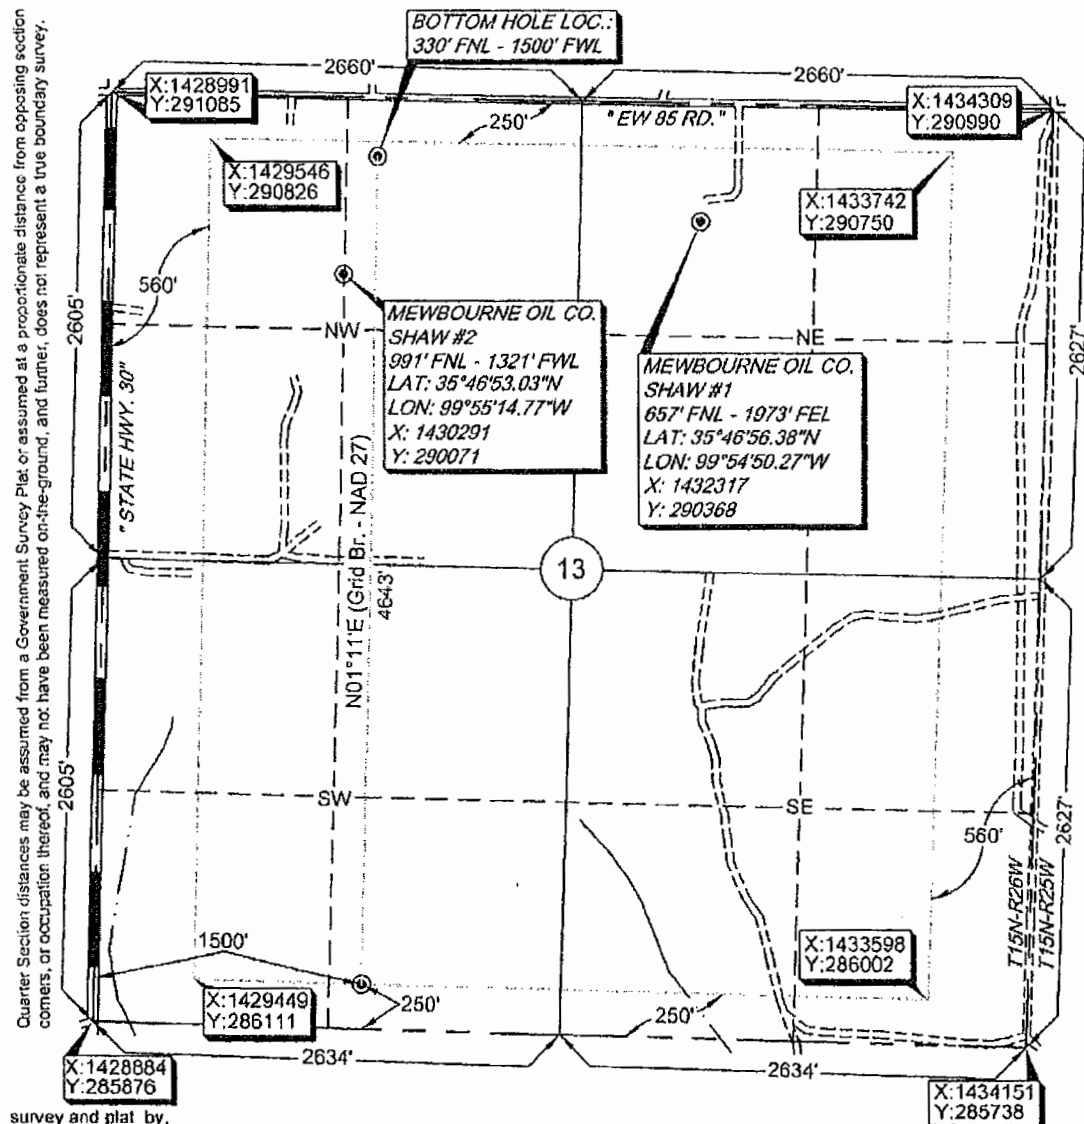 Quarter Section distances may be assumed from a Government Survey Plat or assumed at a proportionate distance from opposing section
corners, or occupation thereof, and may not have been measured on-the-ground, and further, does not represent a true boundary survey.
BOTTOM HOLE LOC.:
330' FNL - 1500' FWL
2660'
2660'
X:1428991
Y:291085
X:1434309
Y:290990
250'
"EW 85 RD."
X:1429546
Y:290826
X:1433742
Y:290750
560'
2605'
2627'
NW
NE
MEWBOURNE OIL CO.
SHAW #2
991' FNL - 1321' FWL
LAT: 35°46'53.03"N
LON: 99°55'14.77"W
X: 1430291
Y: 290071
MEWBOURNE OIL CO.
SHAW #1
657' FNL - 1973' FEL
LAT: 35°46'56.38"N
LON: 99°54'50.27"W
X: 1432317
Y: 290368
"STATE HWY. 30"
N01°11'E (Grid Br. - NAD 27)
4643'
13
2605'
2627'
SW
SE
560'
T15N-R26W
T15N-R25W
1500'
X:1433598
Y:286002
X:1429449
Y:286111
250'
250'
2634'
2634'
X:1428884
Y:285876
X:1434151
Y:285738
survey and plat by,